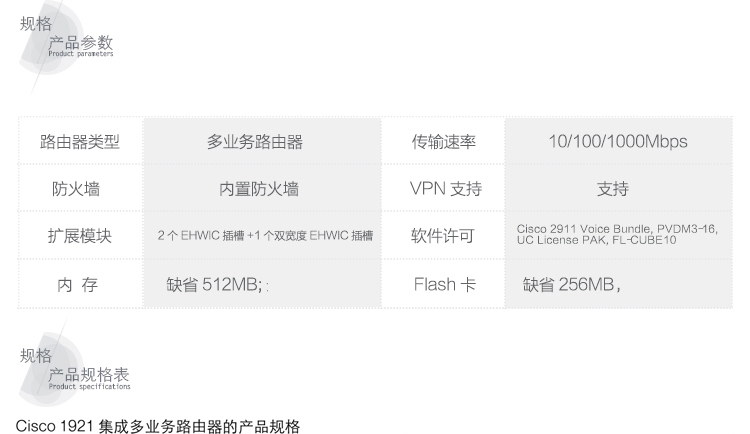 规格
产品参数
Product parameters
路由器类型 多业务路由器 传输速率 10/100/1000Mbps
防火墙 内置防火墙 VPN 支持 支持
扩展模块 2 个 EHWIC 插槽 +1 个双宽度 EHWIC 插槽 软件许可 Cisco 2911 Voice Bundle, PVDM3-16,
UC License PAK, FL-CUBE10
内 存 缺省 512MB; : Flash 卡 缺省 256MB ,
规格
产品规格表
Product specifications
Cisco 1921 集成多业务路由器的产品规格